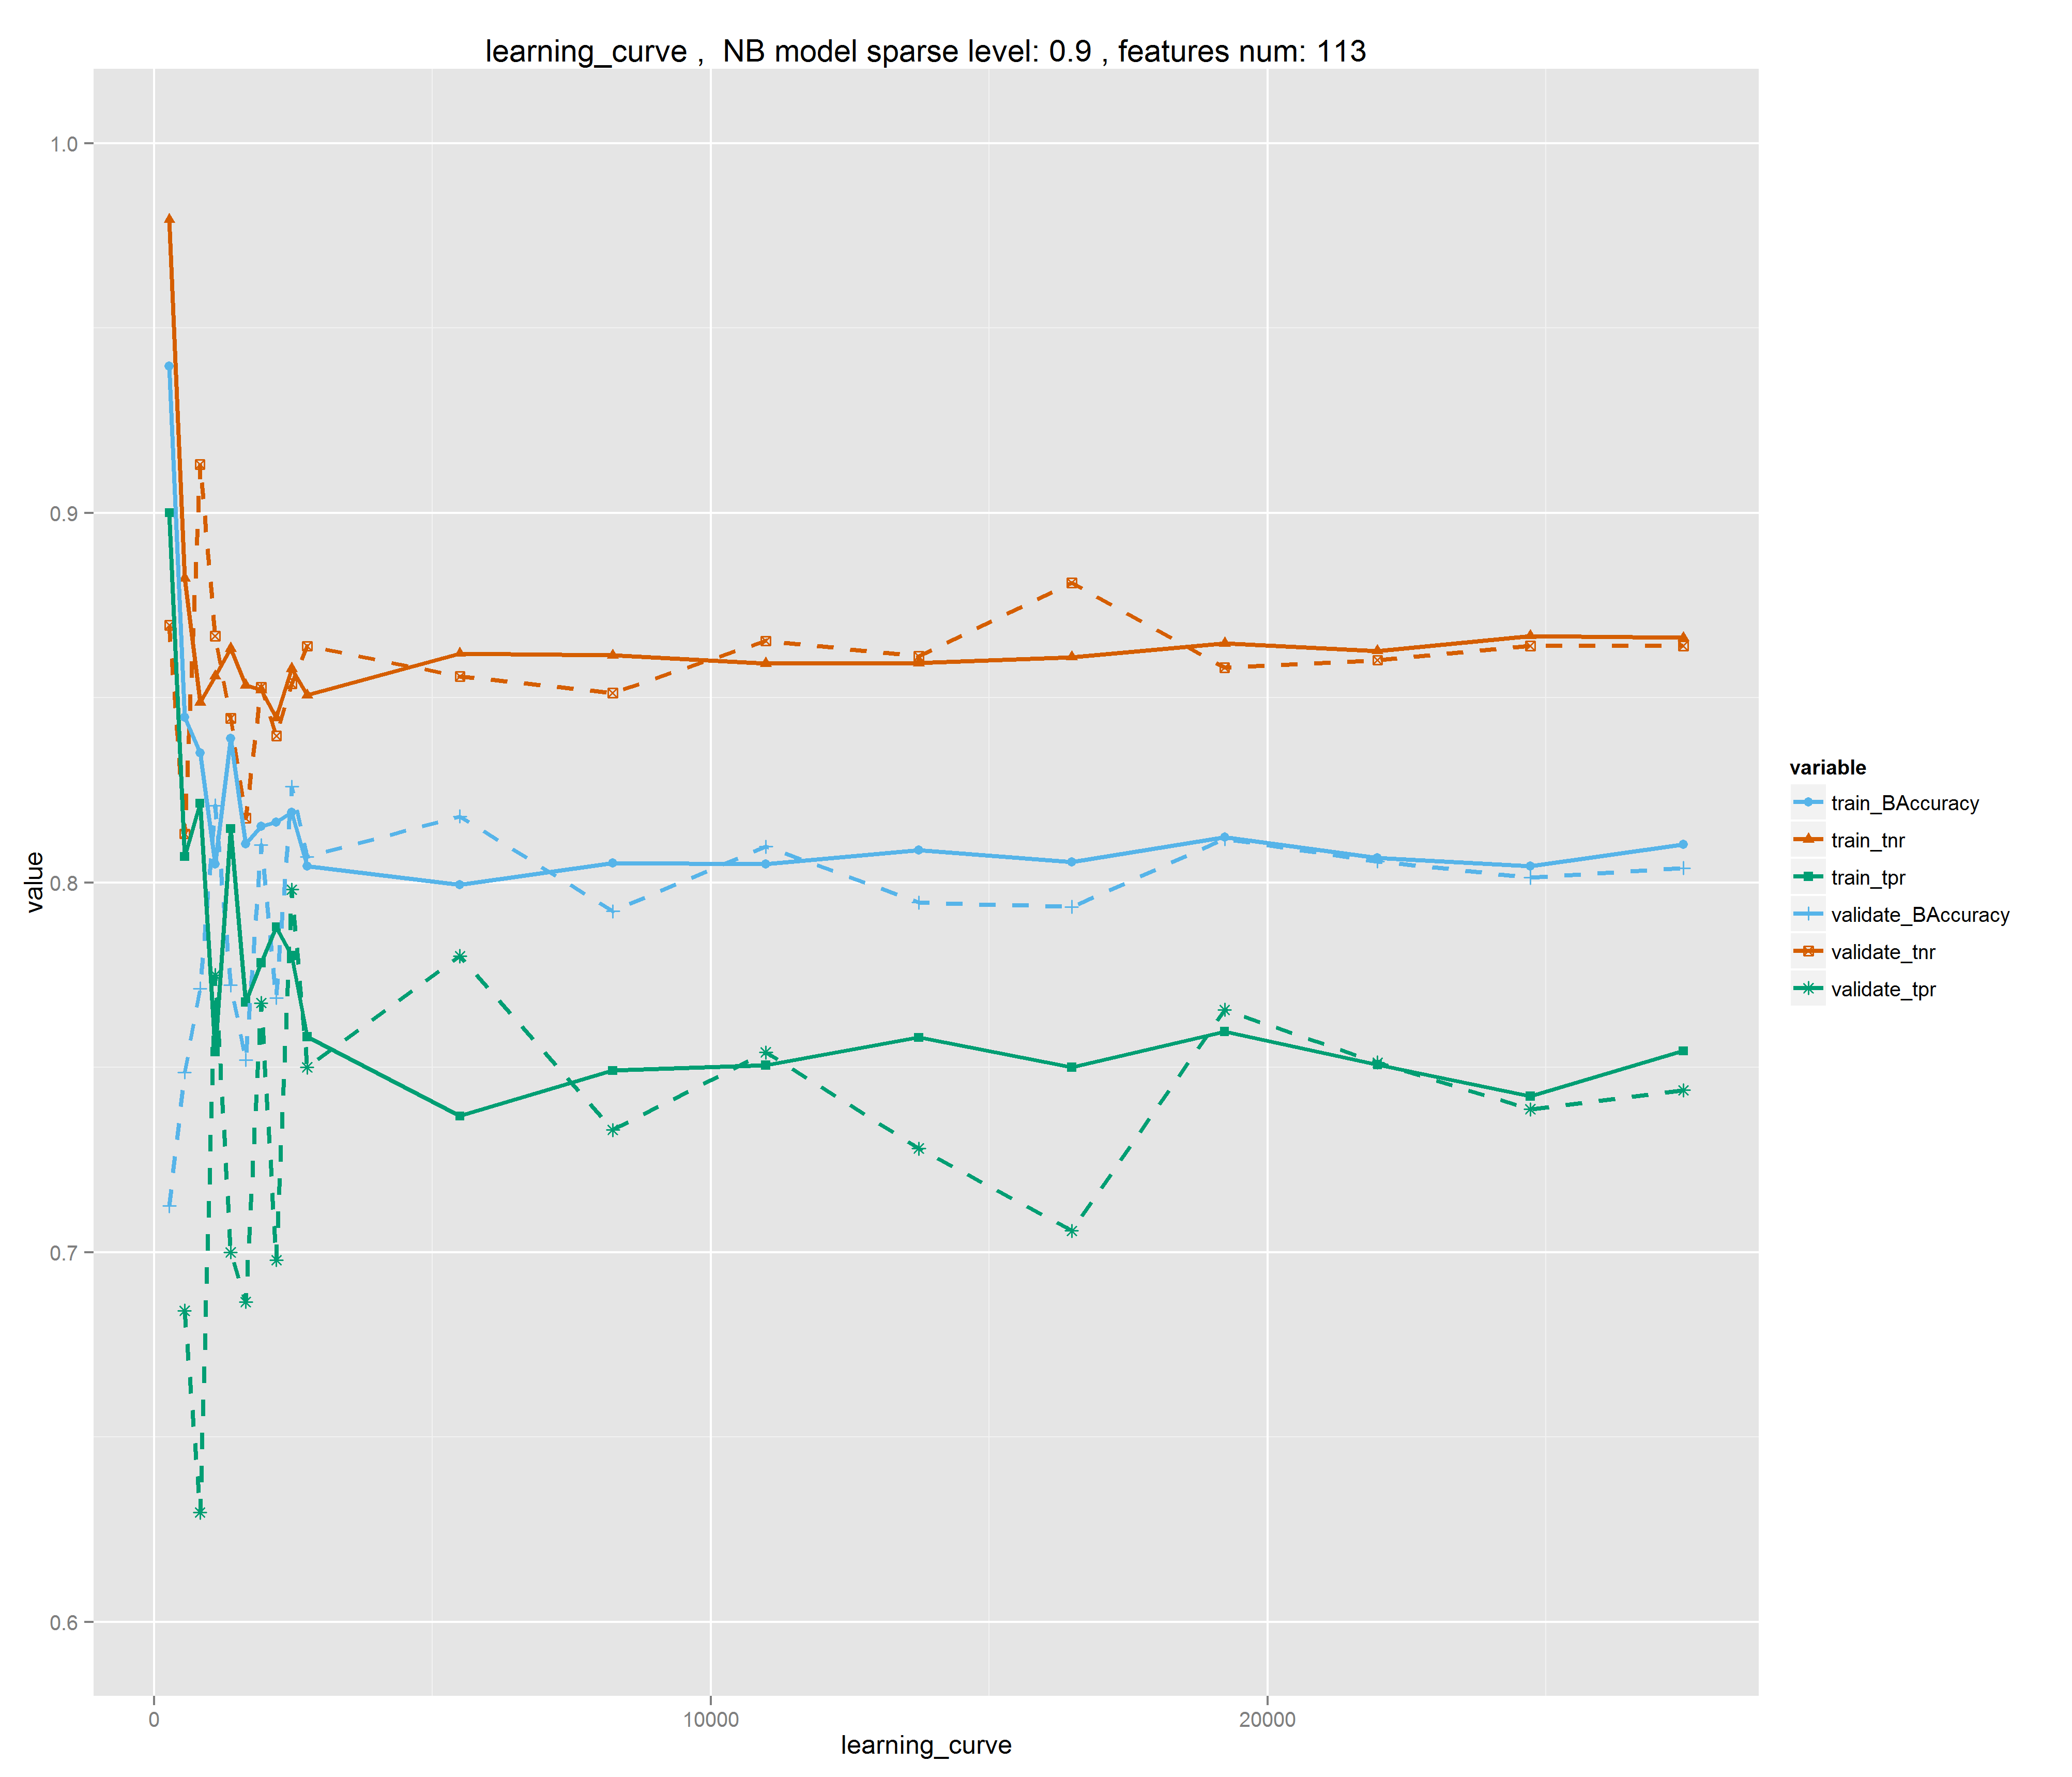 learning_curve ,  NB model sparse level: 0.9 , features num: 113
1.0
0.9
0.8
0.7
0.6
value
0
10000
20000
learning_curve
variable
train_BAccuracy
train_tnr
train_tpr
validate_BAccuracy
validate_tnr
validate_tpr